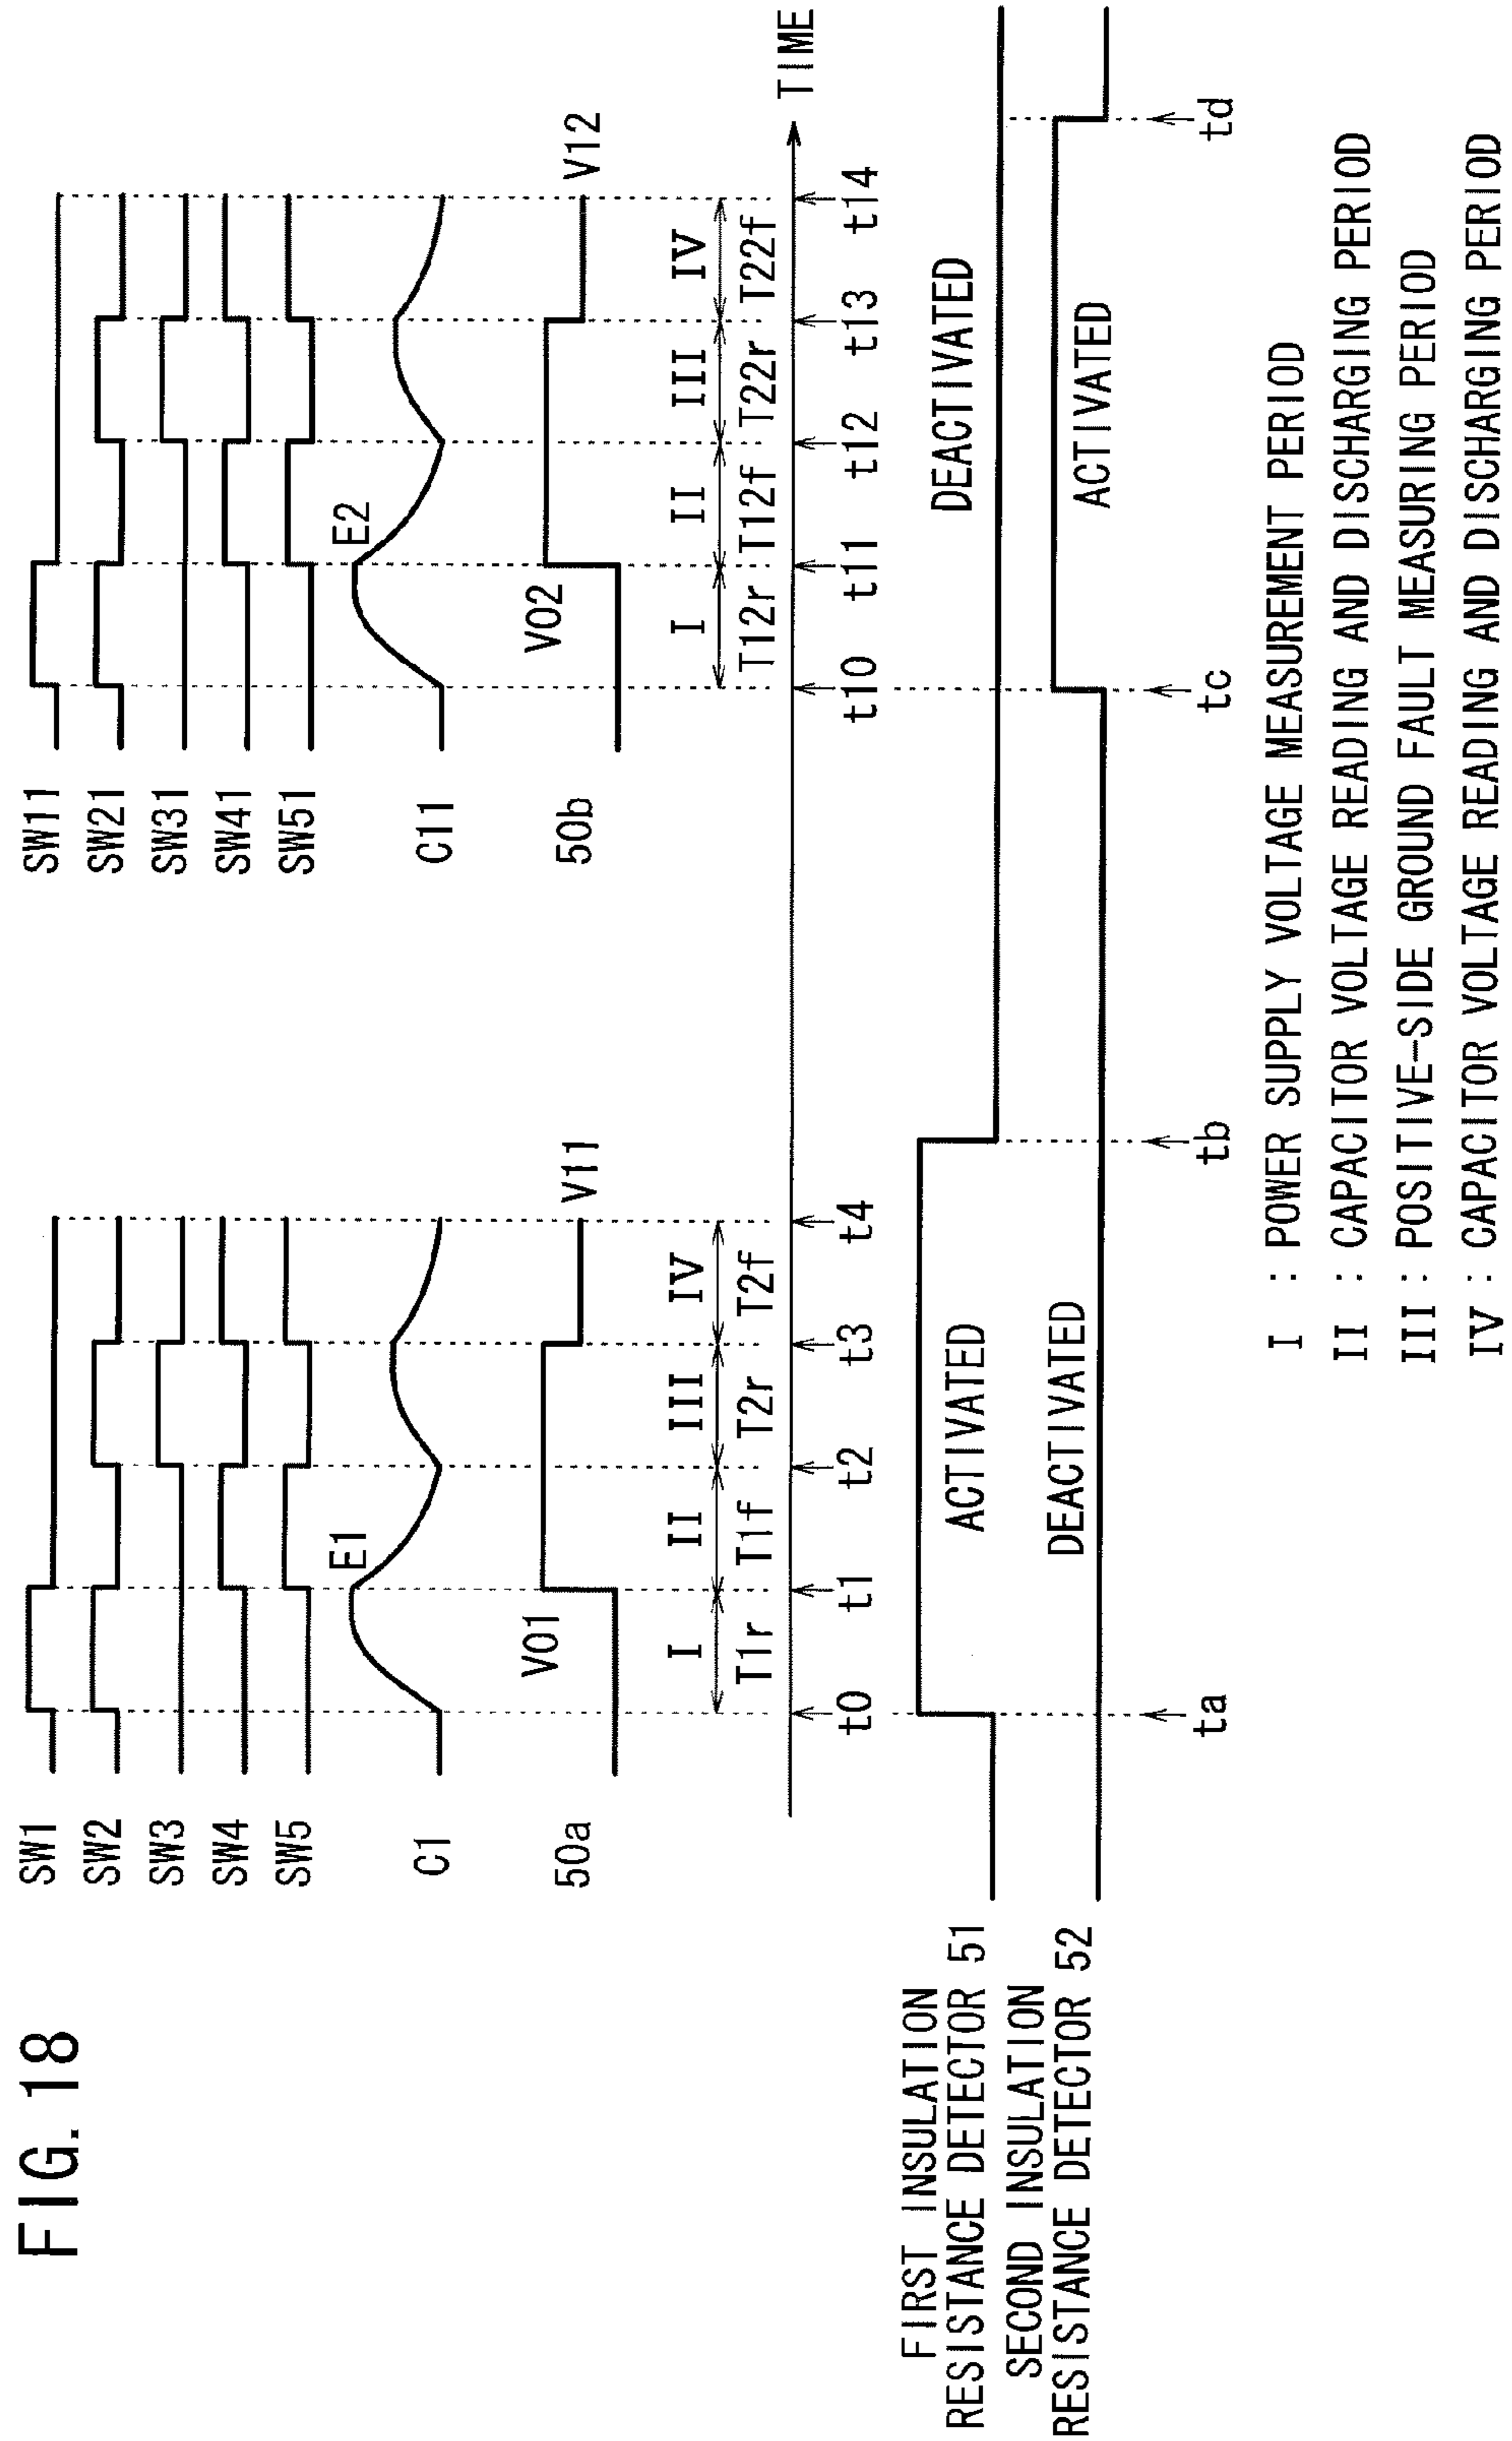 FIG. 18
SW1
SW2
SW3
SW4
SW5
C1
E1
50a
V01
V11
I
II
III
IV
T1r
T1f
T2r
T2f
t0
t1
t2
t3
t4
SW11
SW21
SW31
SW41
SW51
C11
E2
50b
V02
V12
I
II
III
IV
T12r
T12f
T22r
T22f
t10
t11
t12
t13
t14
TIME
FIRST INSULATION
RESISTANCE DETECTOR 51
ACTIVATED
DEACTIVATED
SECOND INSULATION
RESISTANCE DETECTOR 52
DEACTIVATED
ACTIVATED
ta
tb
tc
td
I : POWER SUPPLY VOLTAGE MEASUREMENT PERIOD
II : CAPACITOR VOLTAGE READING AND DISCHARGING PERIOD
III : POSITIVE-SIDE GROUND FAULT MEASURING PERIOD
IV : CAPACITOR VOLTAGE READING AND DISCHARGING PERIOD